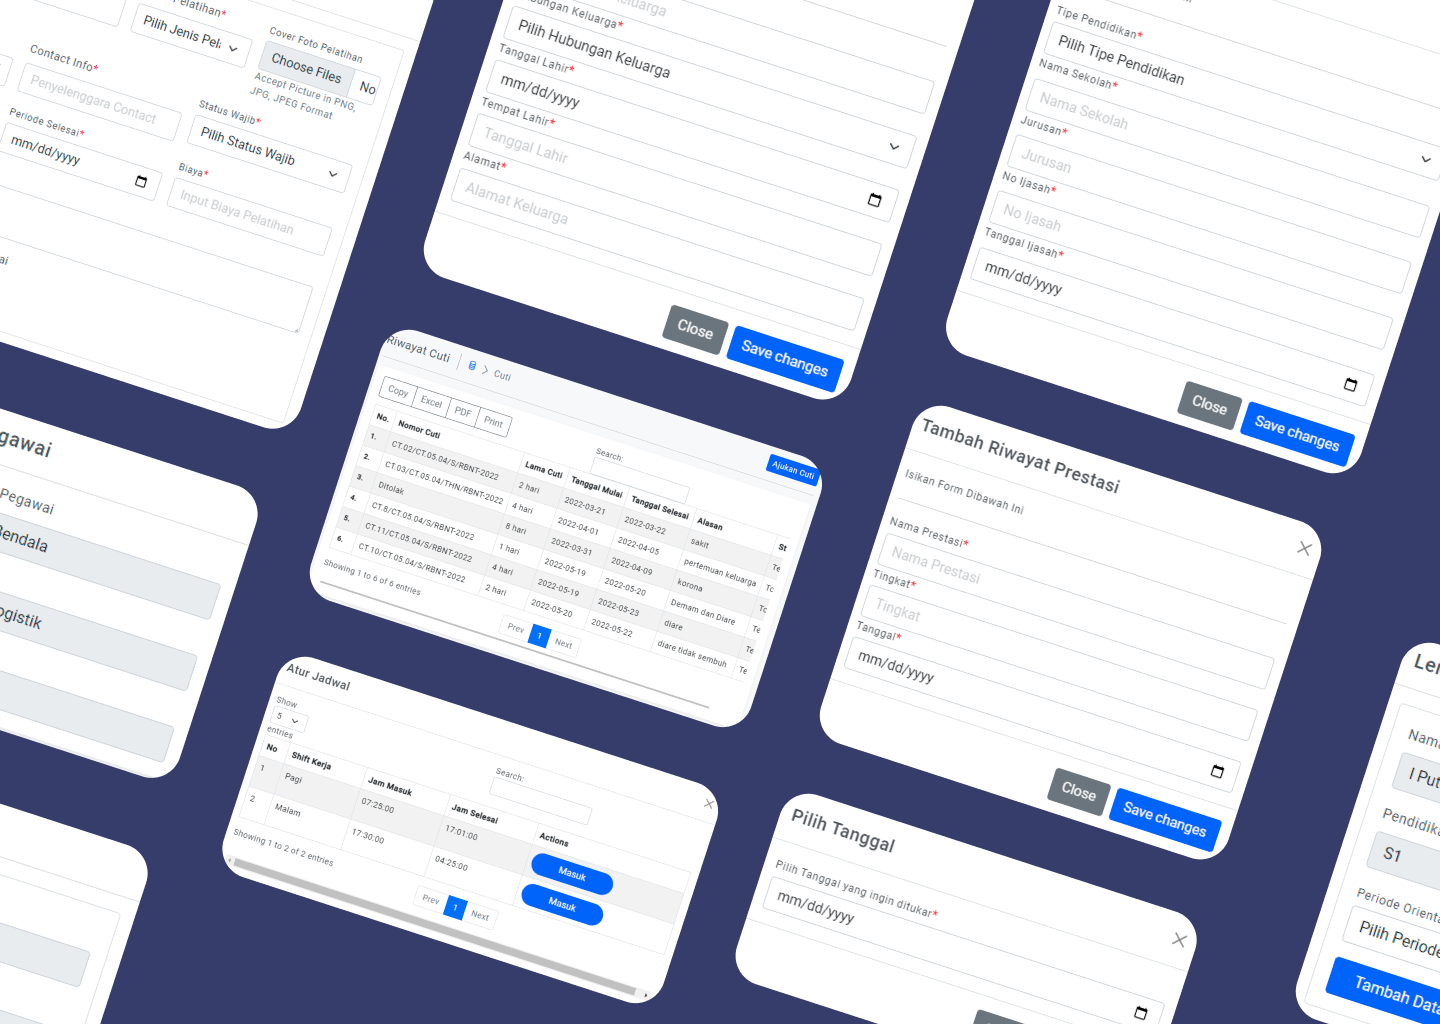 Pelatihan*
Pilih Jenis Pel
Cover Foto Pelatihan
Choose Files No
Accept Picture in PNG,
JPG, JPEG Format
Contact Info*
Penyelenggara Contact
Status Wajib*
Pilih Status Wajib
Periode Selesai*
mm/dd/yyyy
Biaya*
Input Biaya Pelatihan
ai
Keluarga
ungan Keluarga*
Pilih Hubungan Keluarga
Tanggal Lahir*
mm/dd/yyyy
Tempat Lahir*
Tanggal Lahir
Alamat*
Alamat Keluarga
Close
Save changes
Tipe Pendidikan*
Pilih Tipe Pendidikan
Nama Sekolah*
Nama Sekolah
Jurusan*
Jurusan
No Ijasah*
No Ijasah
Tanggal Ijasah*
mm/dd/yyyy
Close
Save changes
gawai
Pegawai
Bendala
ogistik
Riwayat Cuti
Cuti
Copy Excel PDF Print
Search:
Ajukan Cuti
No. Nomor Cuti Lama Cuti Tanggal Mulai Tanggal Selesai Alasan St
1. CT.02/CT.05.04/S/RBNT-2022 2 hari 2022-03-21 2022-03-22 sakit Te
2. CT.03/CT.05.04/THN/RBNT-2022 4 hari 2022-04-01 2022-04-05 pertemuan keluarga Tc
3. Ditolak 8 hari 2022-03-31 2022-04-09 korona Tc
4. CT.8/CT.05.04/S/RBNT-2022 1 hari 2022-05-19 2022-05-20 Demam dan Diare Te
5. CT.11/CT.05.04/S/RBNT-2022 4 hari 2022-05-19 2022-05-23 diare Te
6. CT.10/CT.05.04/S/RBNT-2022 2 hari 2022-05-20 2022-05-22 diare tidak sembuh Te
Showing 1 to 6 of 6 entries
Prev 1 Next
Tambah Riwayat Prestasi
Isikan Form Dibawah Ini
Nama Prestasi*
Nama Prestasi
Tingkat*
Tingkat
Tanggal*
mm/dd/yyyy
Close
Save changes
Atur Jadwal
Show
5
entries
Search:
No Shift Kerja Jam Masuk Jam Selesai Actions
1 Pagi 07:25:00 17:01:00 Masuk
2 Malam 17:30:00 04:25:00 Masuk
Showing 1 to 2 of 2 entries
Prev 1 Next
Pilih Tanggal
Pilih Tanggal yang ingin ditukar*
mm/dd/yyyy
Ler
Nama
I Put
Pendidika
S1
Periode Orienta
Pilih Periode
Tambah Data